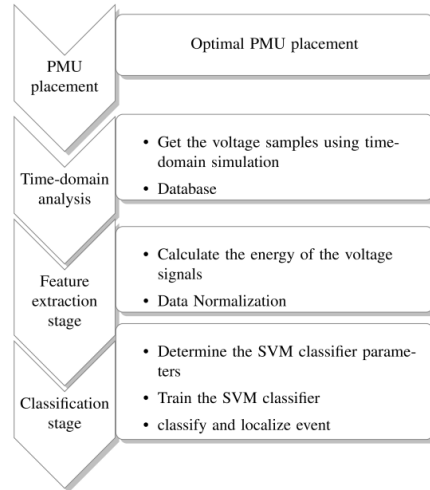 PMU
placement
Optimal PMU placement
Time-domain
analysis
• Get the voltage samples using time-
domain simulation
• Database
Feature
extraction
stage
• Calculate the energy of the voltage
signals
• Data Normalization
Classification
stage
• Determine the SVM classifier parame-
ters
• Train the SVM classifier
• classify and localize event